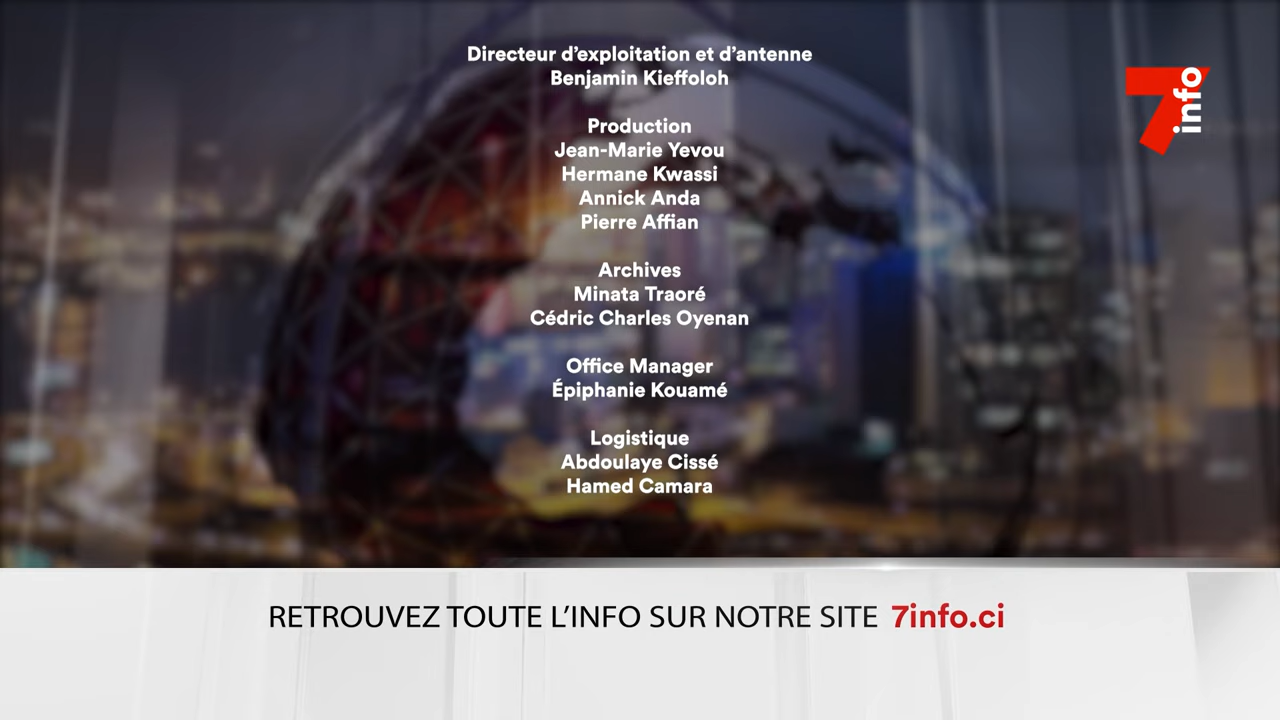 Directeur d’exploitation et d’antenne
Benjamin Kieffoloh
Production
Jean-Marie Yevou
Hermane Kwassi
Annick Anda
Pierre Affian
Archives
Minata Traoré
Cédric Charles Oyenan
Office Manager
Épiphanie Kouamé
Logistique
Abdoulaye Cissé
Hamed Camara
7info
RETROUVEZ TOUTE L’INFO SUR NOTRE SITE 7info.ci